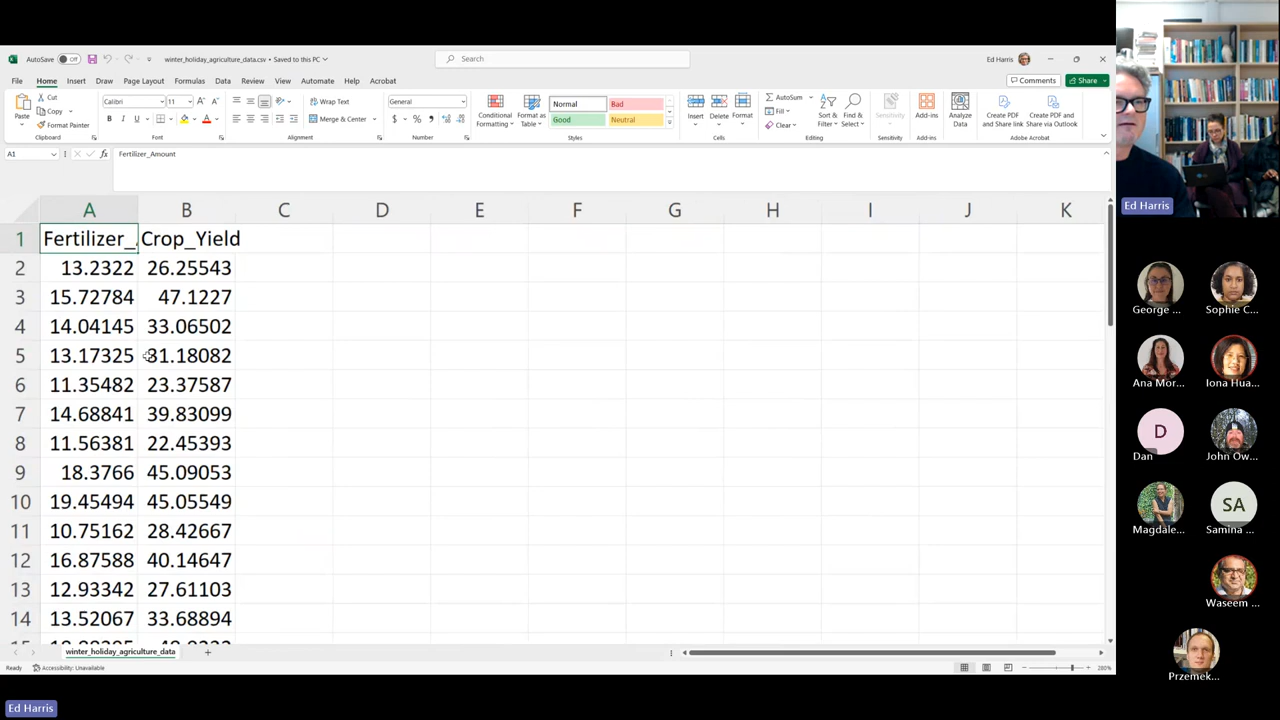 AutoSave Off winter_holiday_agriculture_data.csv • Saved to this PC Search Ed Harris
File Home Insert Draw Page Layout Formulas Data Review View Automate Help Acrobat Comments Share
Paste Cut Copy Format Painter
Clipboard
Calibri 11
B I U
Font
Wrap Text
Merge & Center
Alignment
General
$ % ,
Number
Conditional Formatting
Format as Table
Normal Bad
Good Neutral
Styles
Insert Delete Format
Cells
AutoSum
Fill
Clear
Sort & Filter
Find & Select
Editing
Sensitivity
Sensitivity
Add-ins
Add-ins
Analyze Data
Create PDF and Share link
Create PDF and Share via Outlook
Adobe Acrobat
A1 fx Fertilizer_Amount
A B C D E F G H I J K
1 Fertilizer_ Crop_Yield
2 13.2322 26.25543
3 15.72784 47.1227
4 14.04145 33.06502
5 13.17325 31.18082
6 11.35482 23.37587
7 14.68841 39.83099
8 11.56381 22.45393
9 18.3766 45.09053
10 19.45494 45.05549
11 10.75162 28.42667
12 16.87588 40.14647
13 12.93342 27.61103
14 13.52067 33.68894
15
winter_holiday_agriculture_data
Ready Accessibility: Unavailable 280%
Ed Harris
Ed Harris
George ... Sophie C...
Ana Mor... Iona Hua...
D
Dan John Ow...
SA
Magdale... Samina ...
Waseem ...
Przemek...